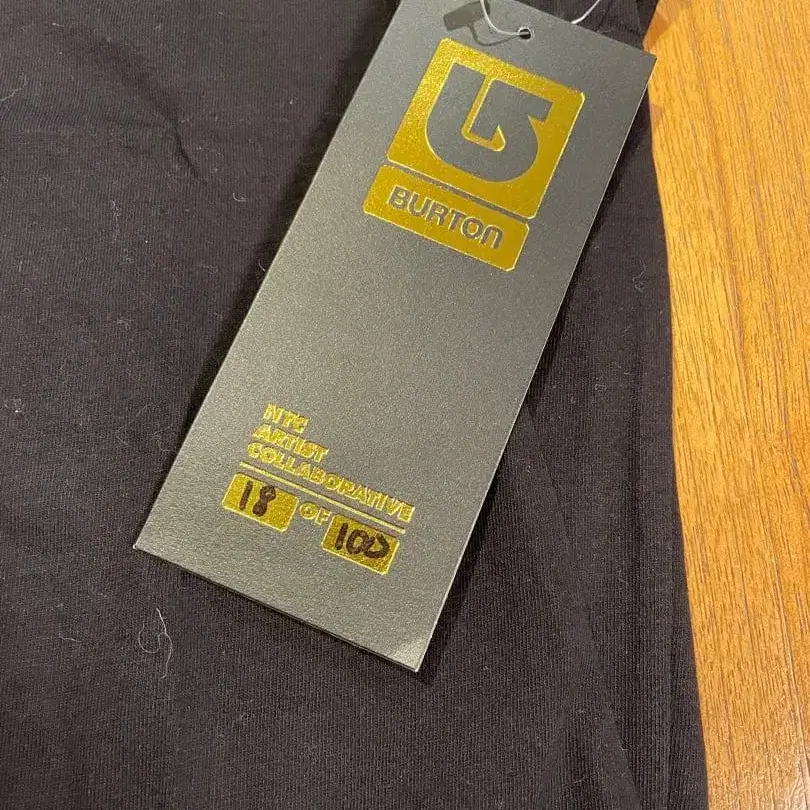 BURTON
NYC
ARTIST
COLLABORATIVE
18 OF 100